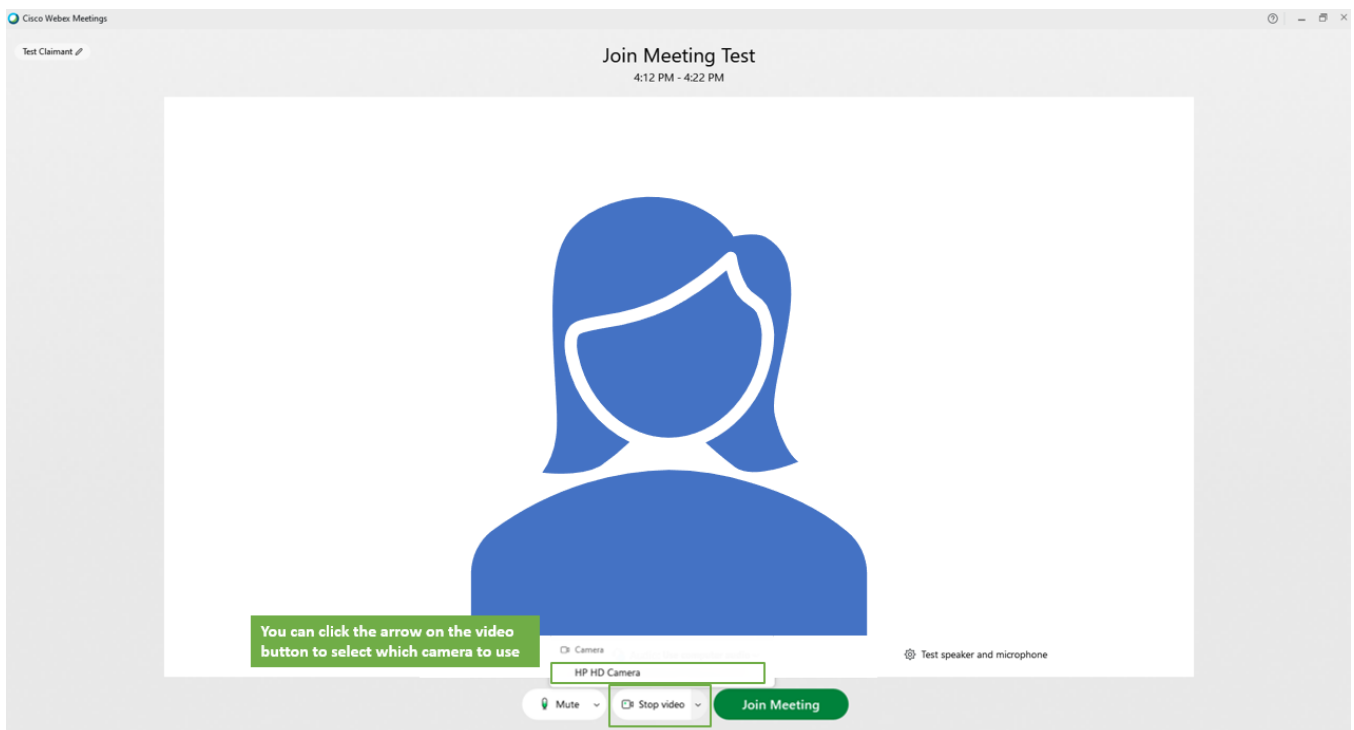 Cisco Webex Meetings
Test Claimant
Join Meeting Test
4:12 PM - 4:22 PM
You can click the arrow on the video
button to select which camera to use
Camera
HP HD Camera
Test speaker and microphone
Mute
Stop video
Join Meeting